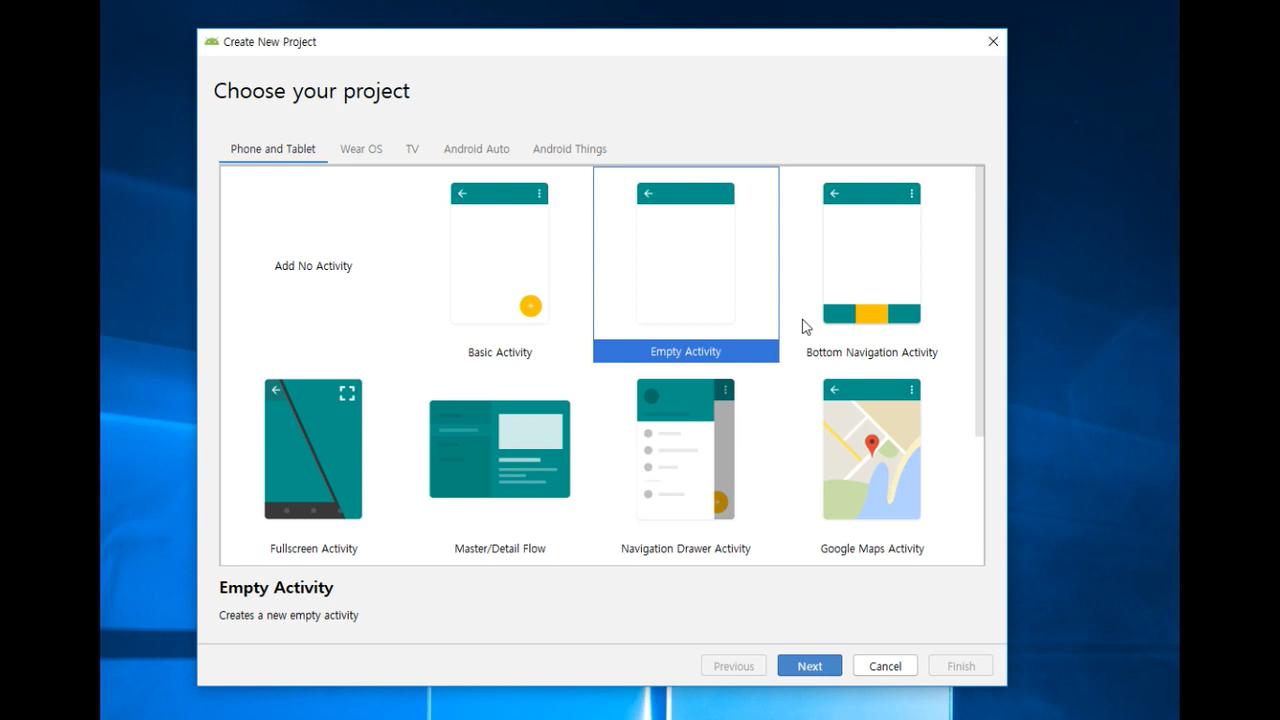 Create New Project
Choose your project
Phone and Tablet Wear OS TV Android Auto Android Things
Add No Activity
Basic Activity
Empty Activity
Bottom Navigation Activity
Fullscreen Activity
Master/Detail Flow
Navigation Drawer Activity
Google Maps Activity
Empty Activity
Creates a new empty activity
Previous Next Cancel Finish